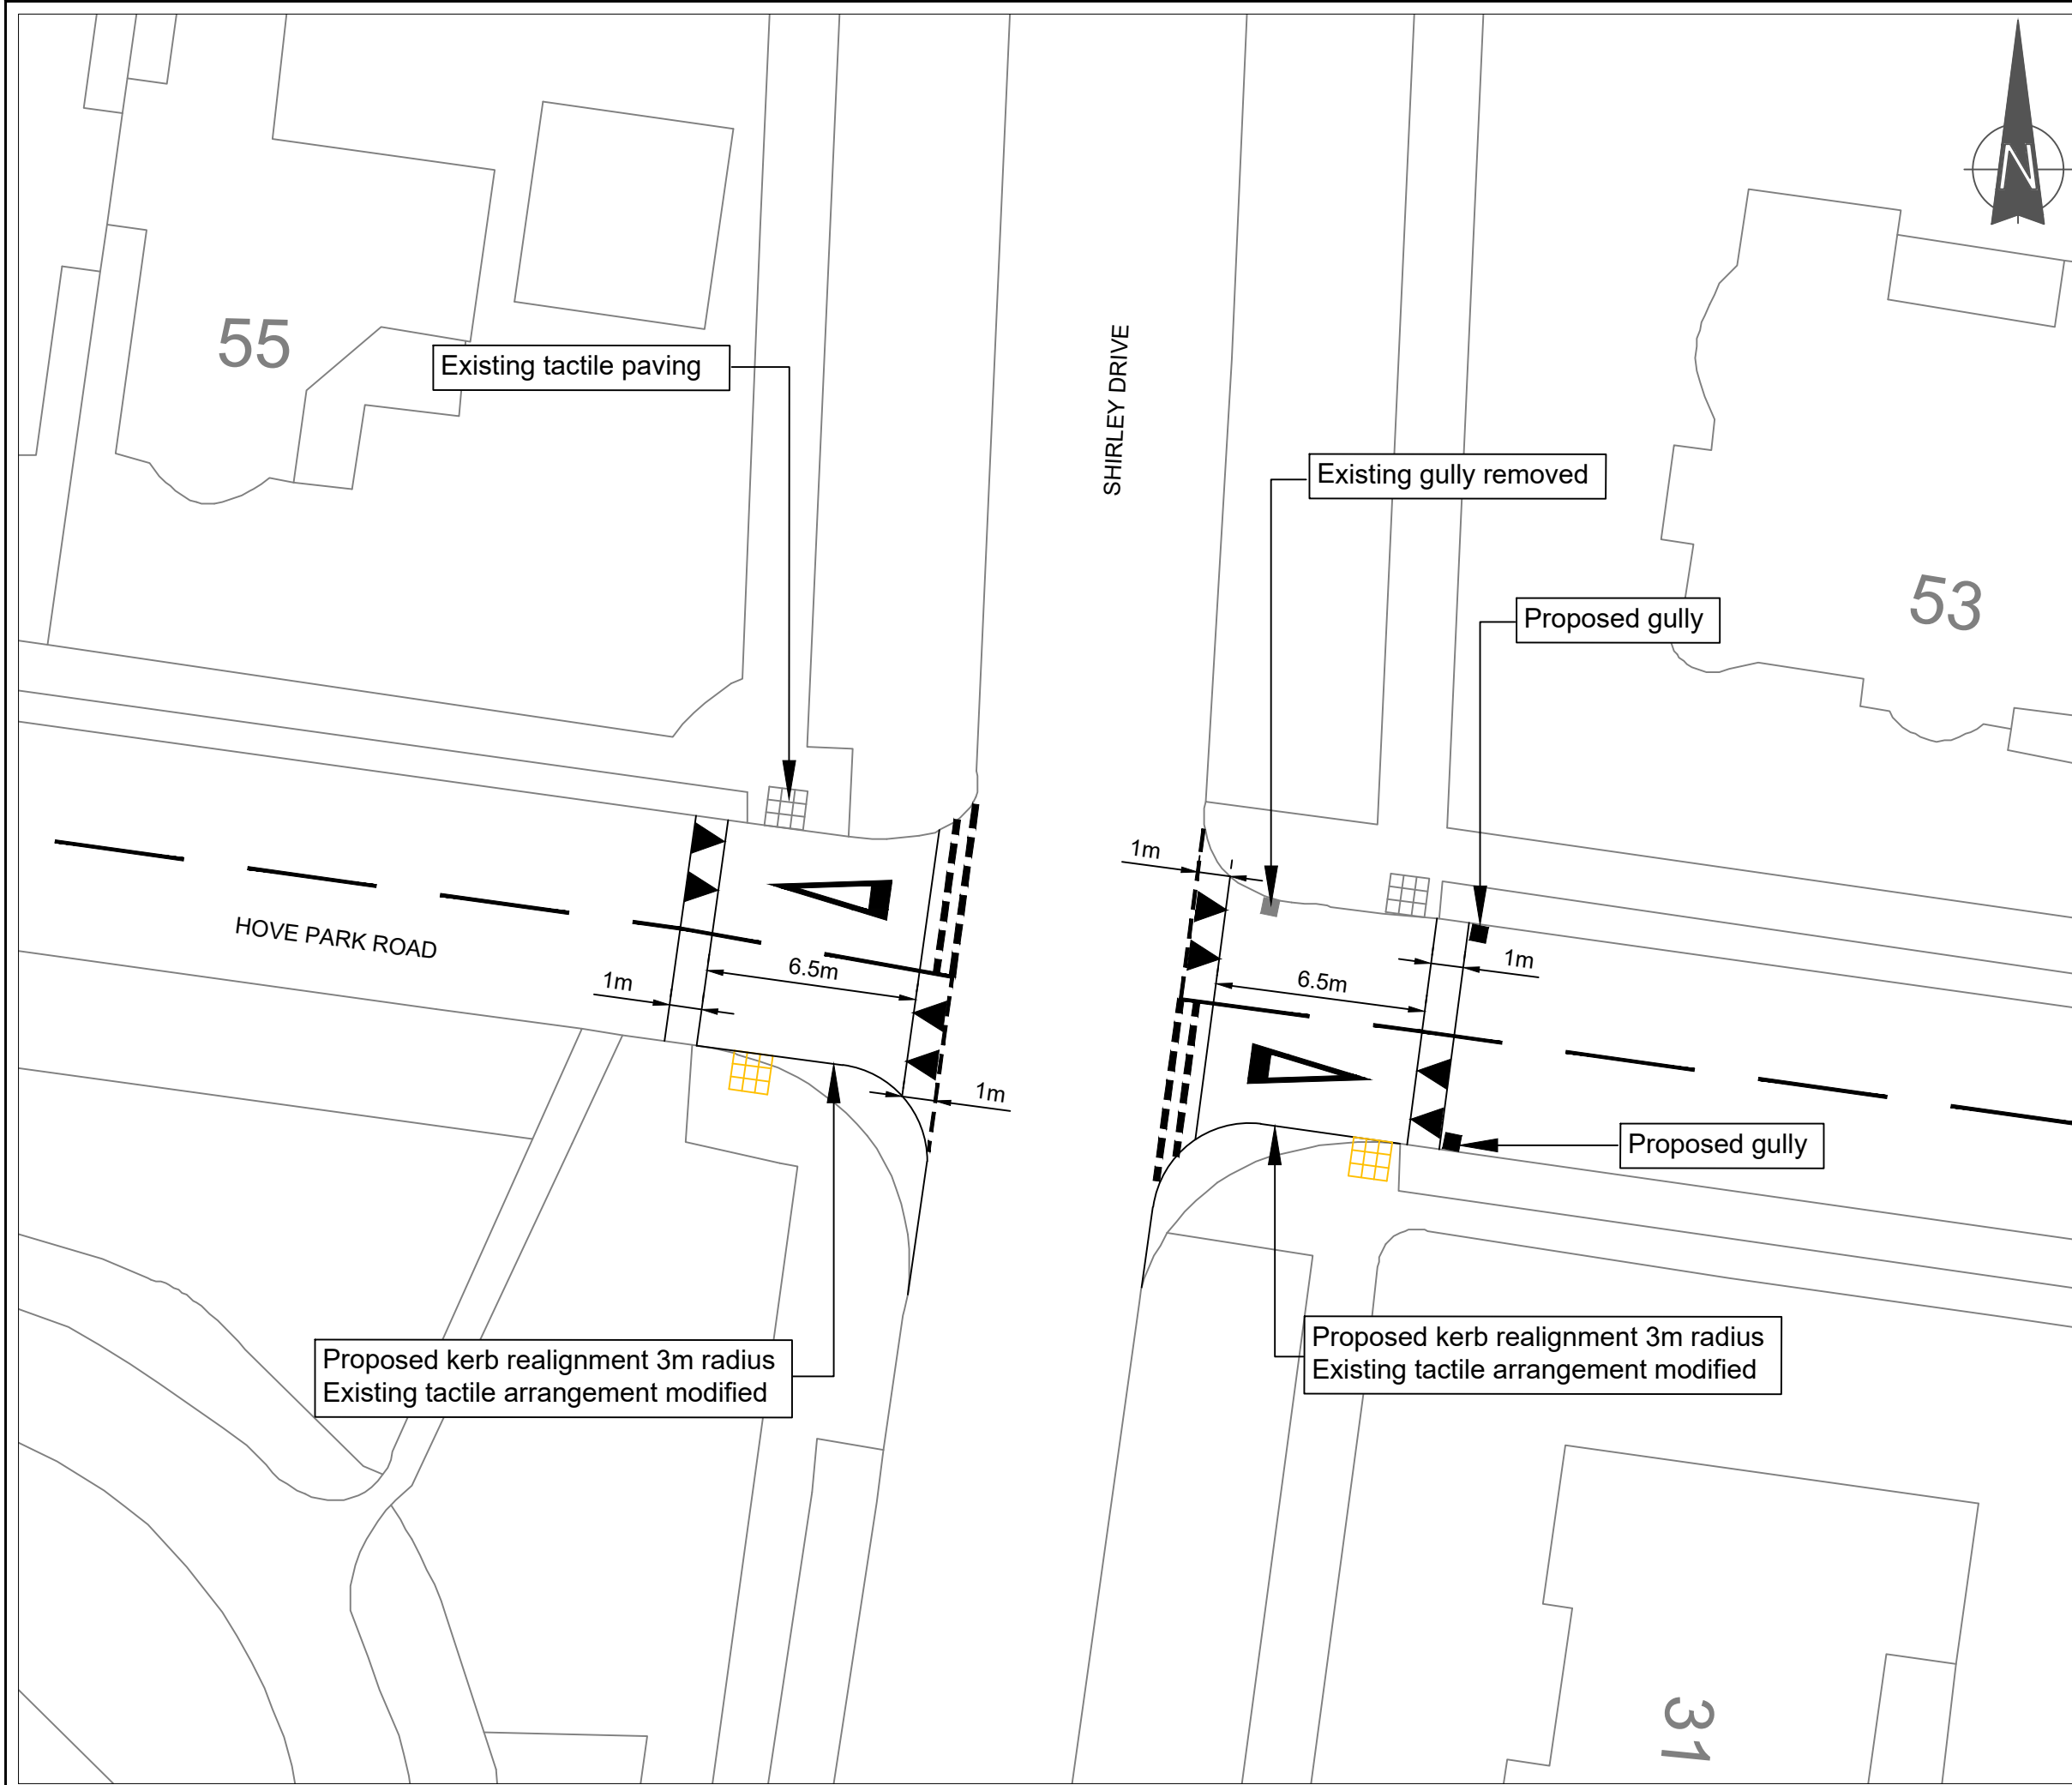 N
55
Existing tactile paving
SHIRLEY DRIVE
Existing gully removed
Proposed gully
53
1m
HOVE PARK ROAD
6.5m
1m
1m
6.5m
1m
Proposed gully
Proposed kerb realignment 3m radius
Existing tactile arrangement modified
Proposed kerb realignment 3m radius
Existing tactile arrangement modified
31